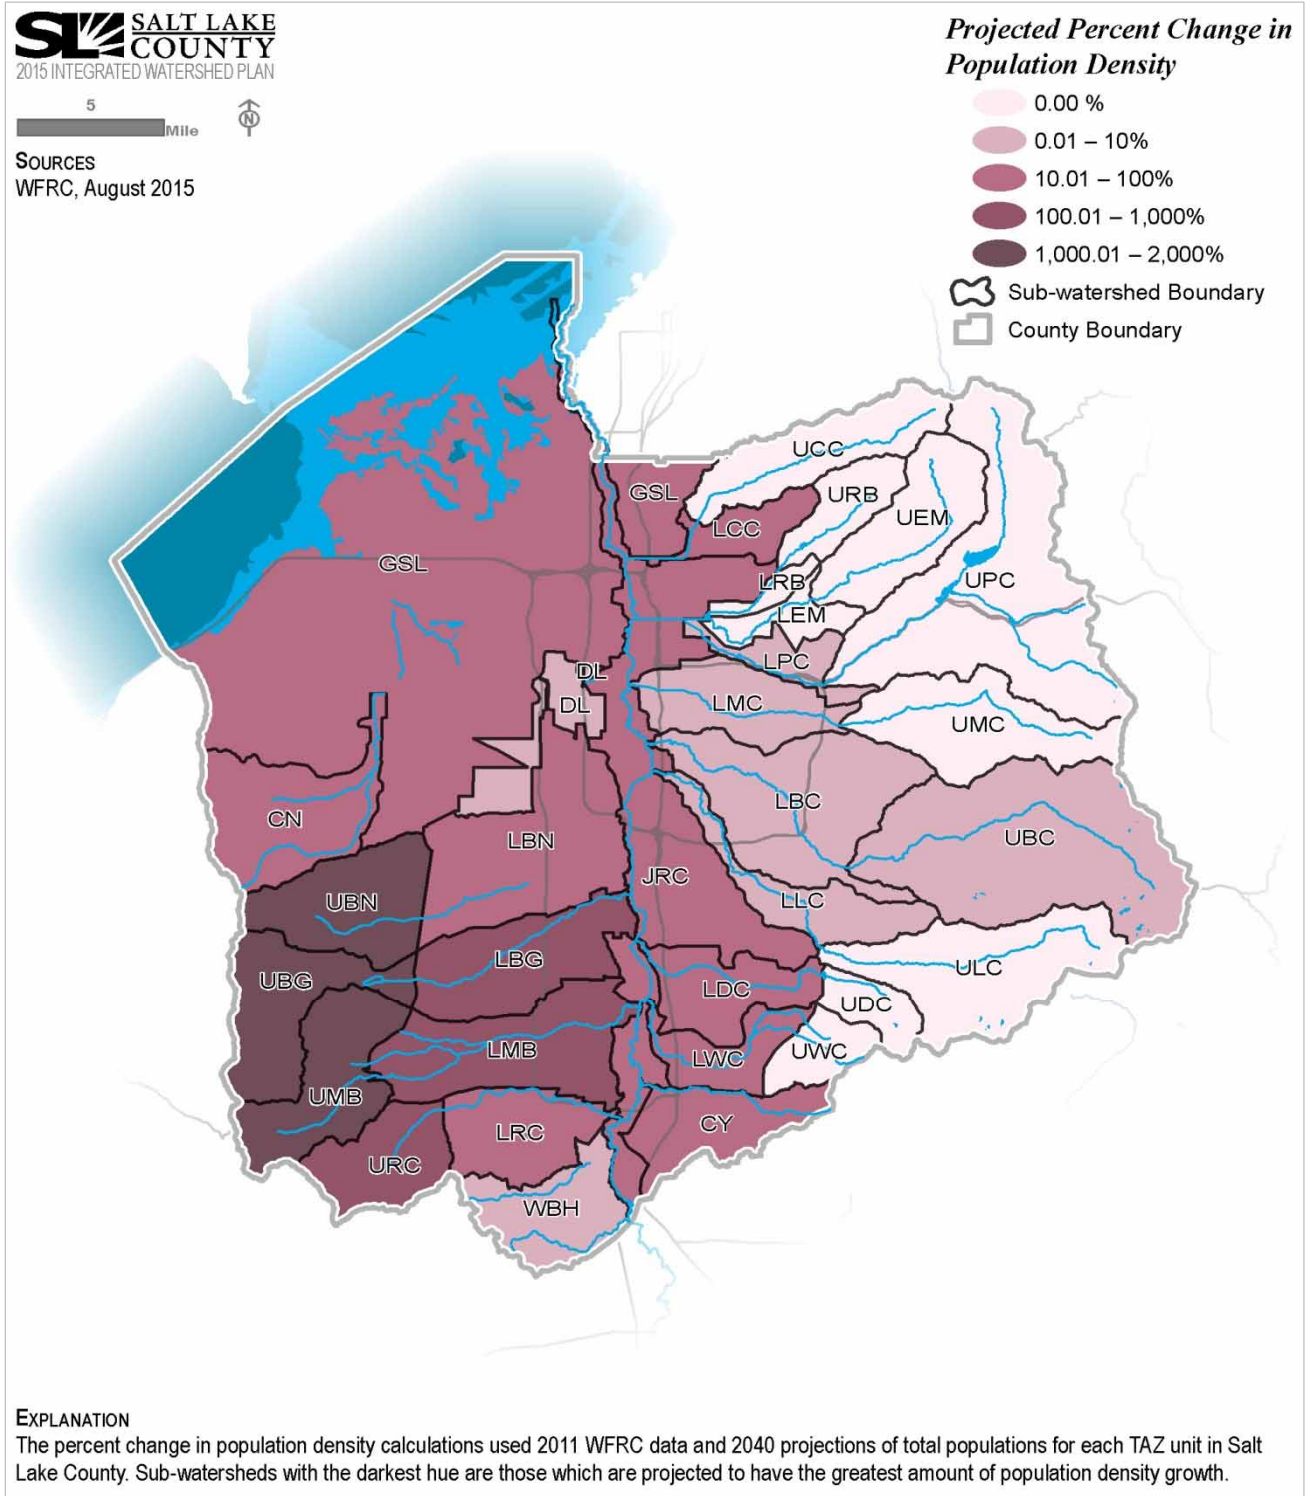 SL SALT LAKE
COUNTY
2015 INTEGRATED WATERSHED PLAN
5
Mile
N
SOURCES
WFRC, August 2015
Projected Percent Change in
Population Density
0.00 %
0.01 – 10%
10.01 – 100%
100.01 – 1,000%
1,000.01 – 2,000%
Sub-watershed Boundary
County Boundary
UCC
GSL
URB
UEM
LCC
GSL
LRB
UPC
LEM
LPC
DL
DL
LMC
UMC
LBC
CN
LBN
UBC
JRC
UBN
LLC
LBG
ULC
UBG
LDC
UDC
LMB
LWC
UWC
UMB
CY
LRC
URC
WBH
EXPLANATION
The percent change in population density calculations used 2011 WFRC data and 2040 projections of total populations for each TAZ unit in Salt
Lake County. Sub-watersheds with the darkest hue are those which are projected to have the greatest amount of population density growth.